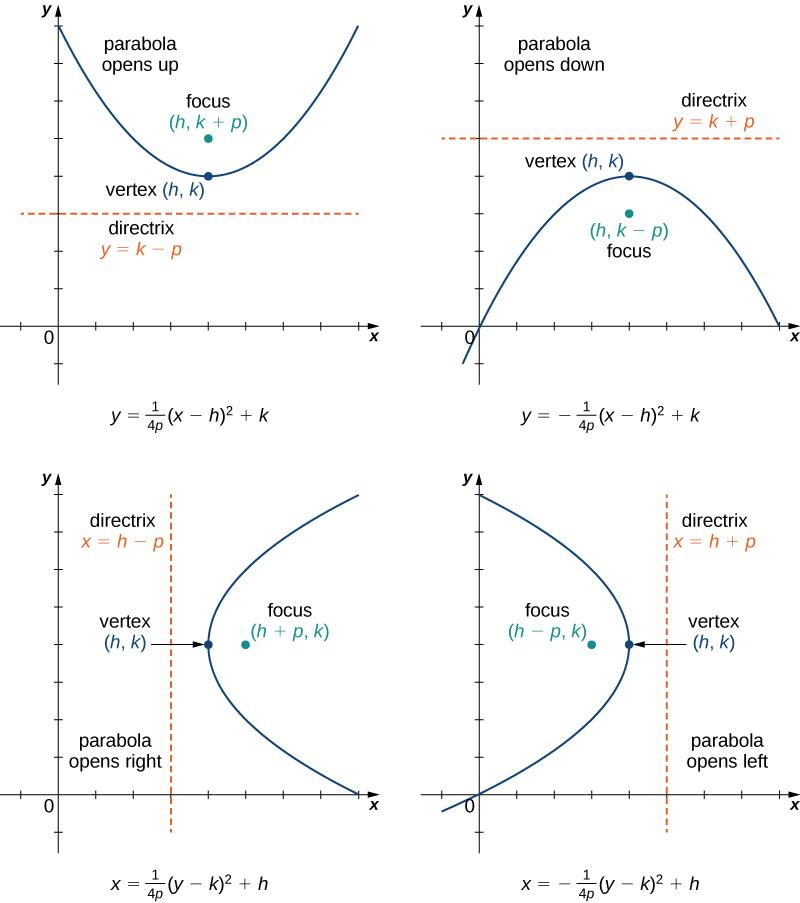 y
parabola
opens up
focus
(h, k + p)
vertex (h, k)
directrix
y = k − p
0
x
y = 1/4p (x − h)² + k
y
parabola
opens down
directrix
y = k + p
vertex (h, k)
(h, k − p)
focus
0
x
y = − 1/4p (x − h)² + k
y
directrix
x = h − p
focus
(h + p, k)
vertex
(h, k)
parabola
opens right
0
x
x = 1/4p (y − k)² + h
y
directrix
x = h + p
focus
(h − p, k)
vertex
(h, k)
parabola
opens left
0
x
x = − 1/4p (y − k)² + h